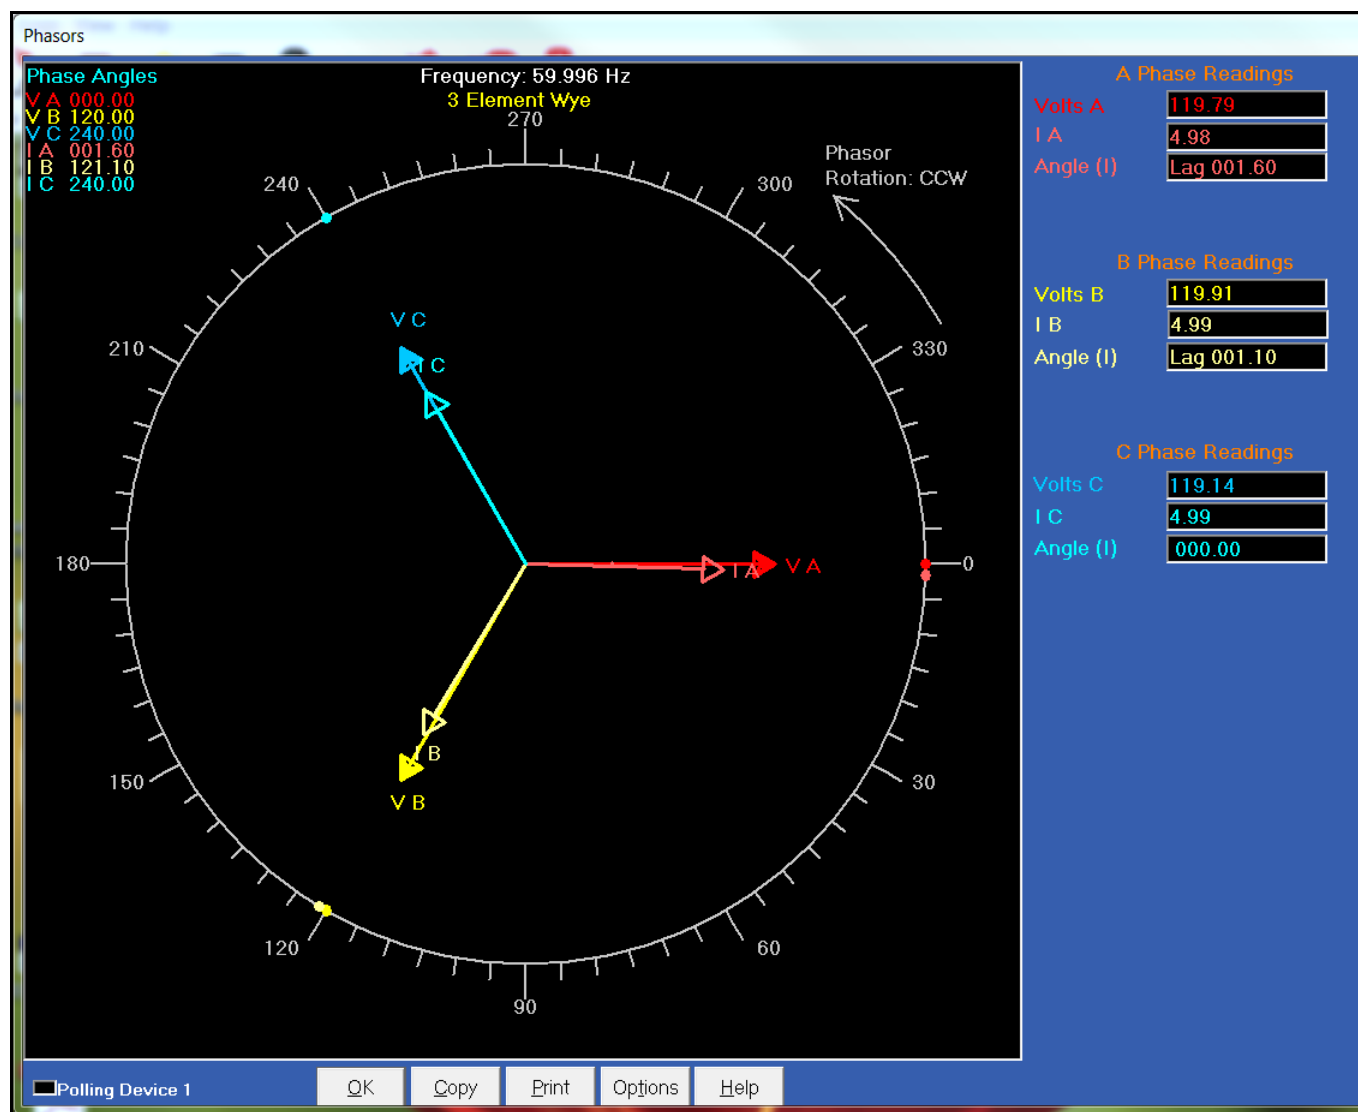 Phasors
Phase Angles
V A 000.00
V B 120.00
V C 240.00
I A 001.60
I B 121.10
I C 240.00
Frequency: 59.996 Hz
3 Element Wye
270
Phasor
Rotation: CCW
240
300
V C
I C
210
330
180
I A
V A
0
I B
V B
150
30
120
60
90
A Phase Readings
Volts A 119.79
I A 4.98
Angle (I) Lag 001.60
B Phase Readings
Volts B 119.91
I B 4.99
Angle (I) Lag 001.10
C Phase Readings
Volts C 119.14
I C 4.99
Angle (I) 000.00
Polling Device 1
OK
Copy
Print
Options
Help